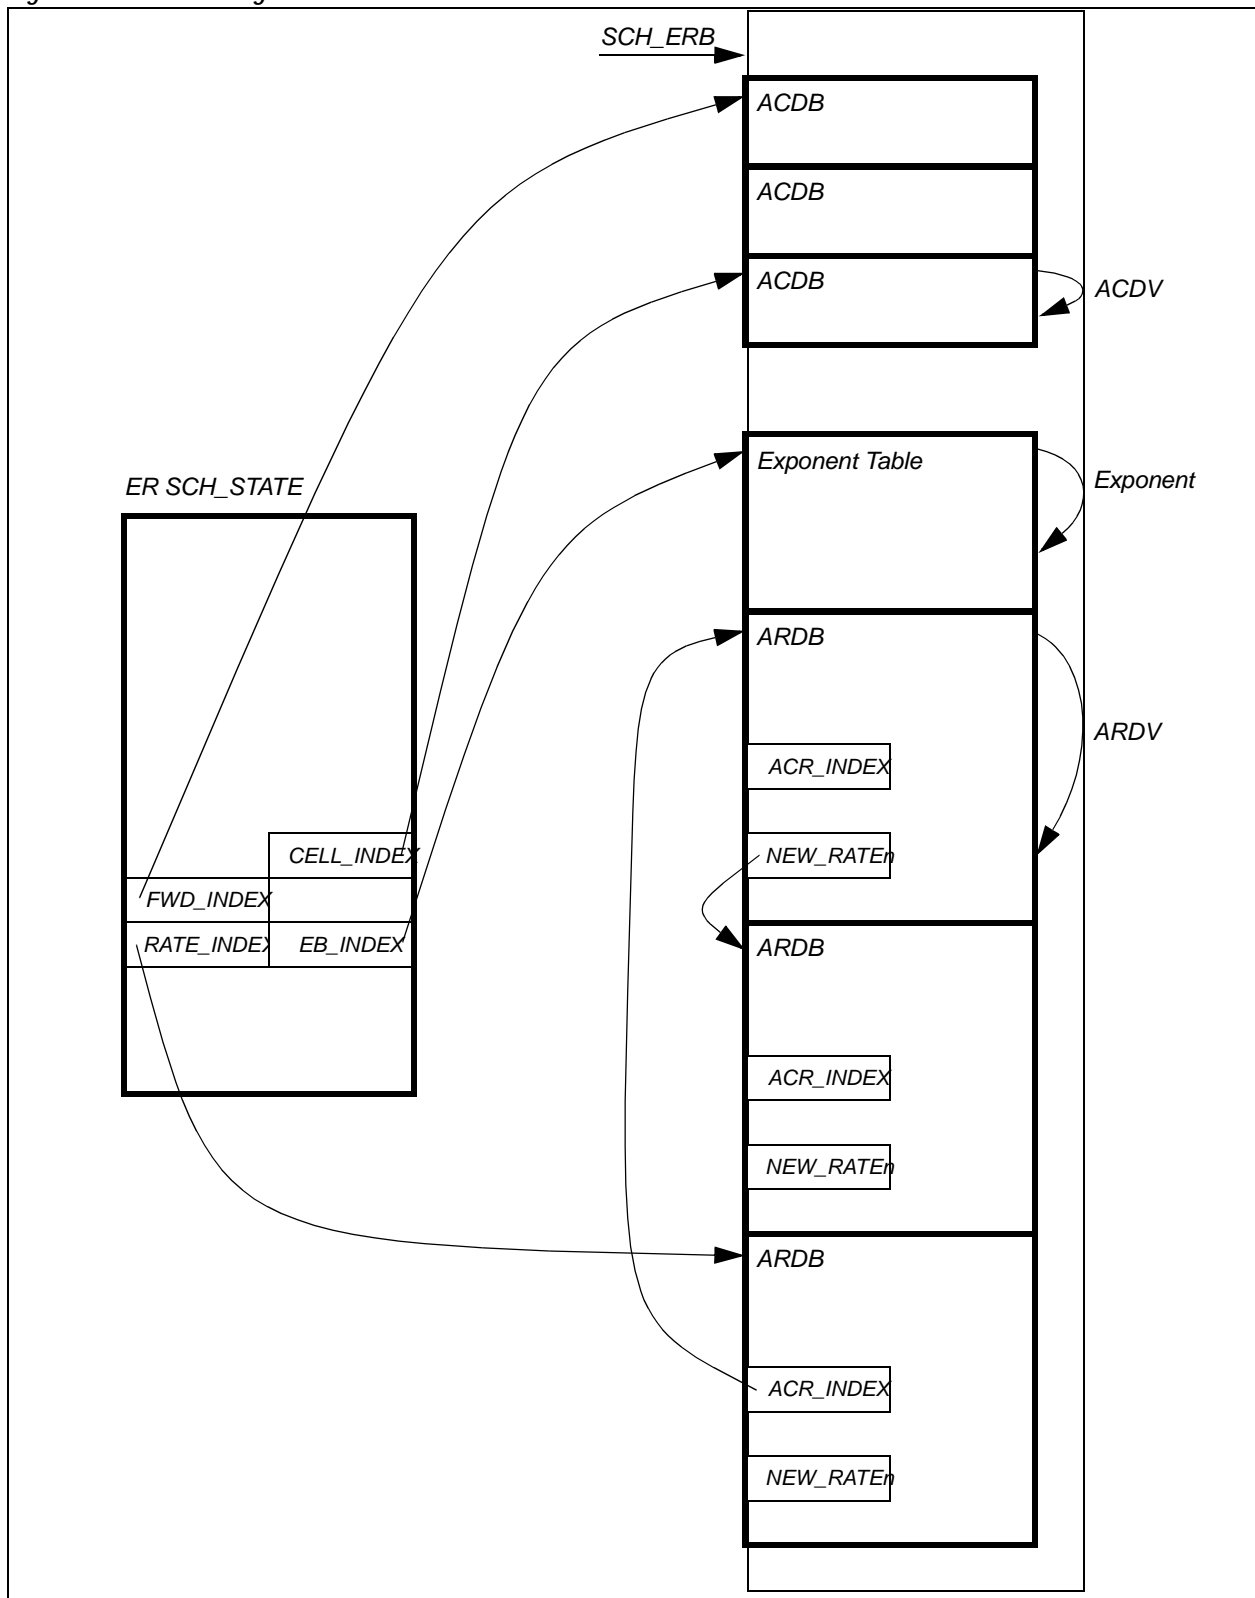 SCH_ERB
ACDB
ACDB
ACDB
ACDV
Exponent Table
Exponent
ER SCH_STATE
ARDB
ARDV
ACR_INDEX
NEW_RATEn
CELL_INDEX
FWD_INDEX
RATE_INDEX EB_INDEX
ARDB
ACR_INDEX
NEW_RATEn
ARDB
ACR_INDEX
NEW_RATEn